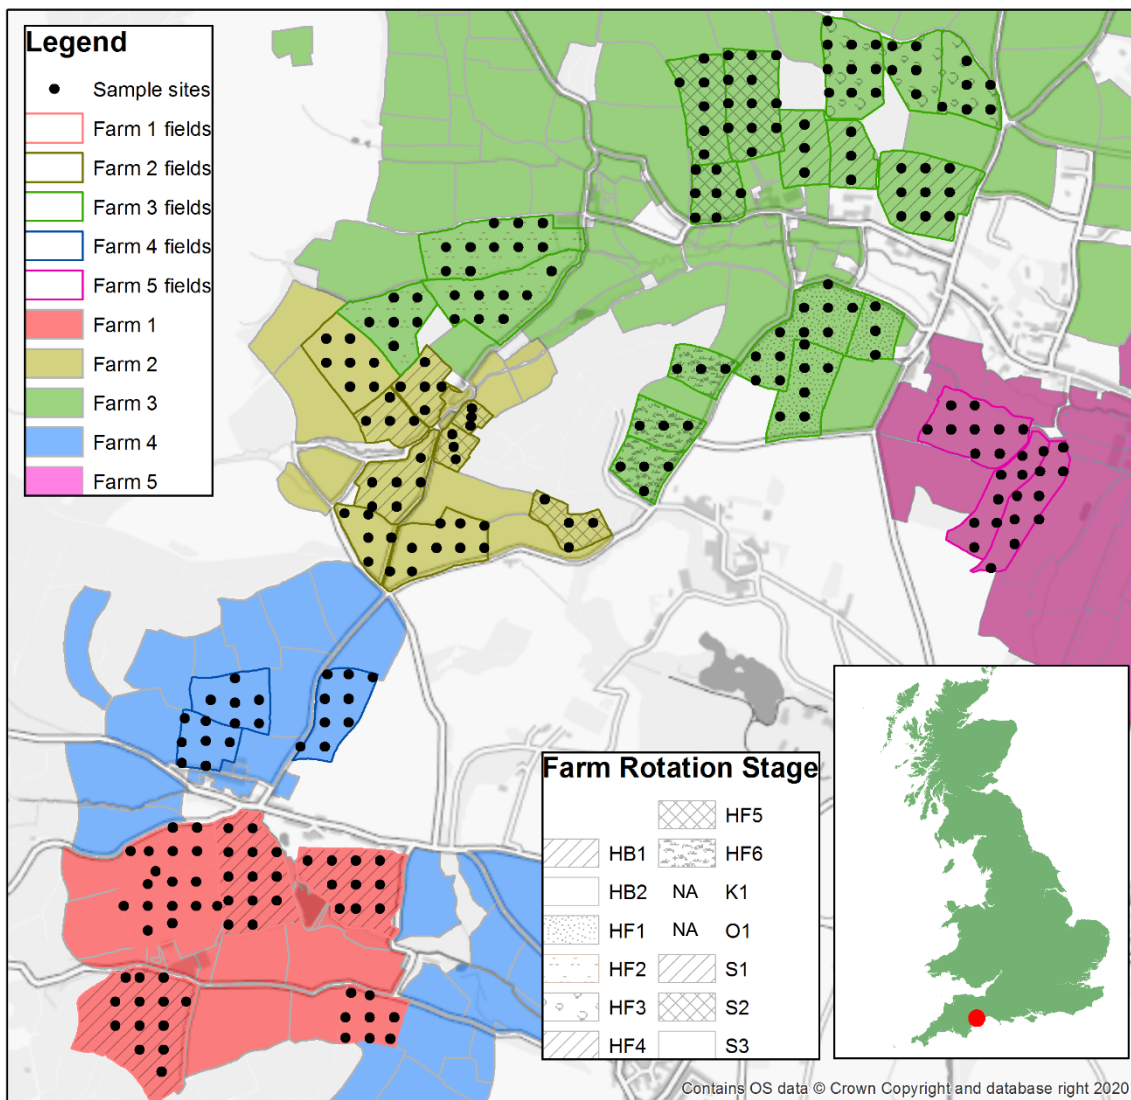 Legend
Sample sites
Farm 1 fields
Farm 2 fields
Farm 3 fields
Farm 4 fields
Farm 5 fields
Farm 1
Farm 2
Farm 3
Farm 4
Farm 5
Farm Rotation Stage
HB1
HB2
HF1
HF2
HF3
HF4
HF5
HF6
NA K1
NA O1
S1
S2
S3
Contains OS data © Crown Copyright and database right 2020